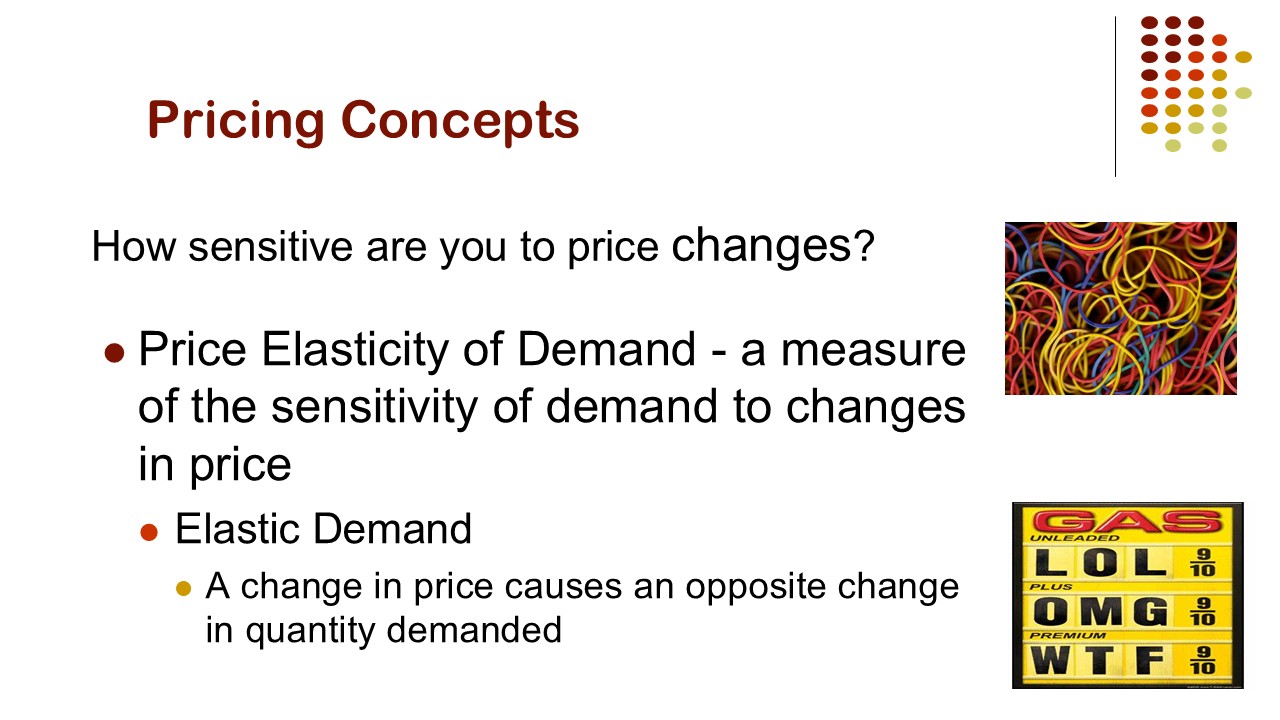 Pricing Concepts
How sensitive are you to price changes?
Price Elasticity of Demand - a measure
of the sensitivity of demand to changes
in price
Elastic Demand
A change in price causes an opposite change
in quantity demanded
GAS
UNLEADED
LOL 9/10
PLUS
OMG 9/10
PREMIUM
WTF 9/10